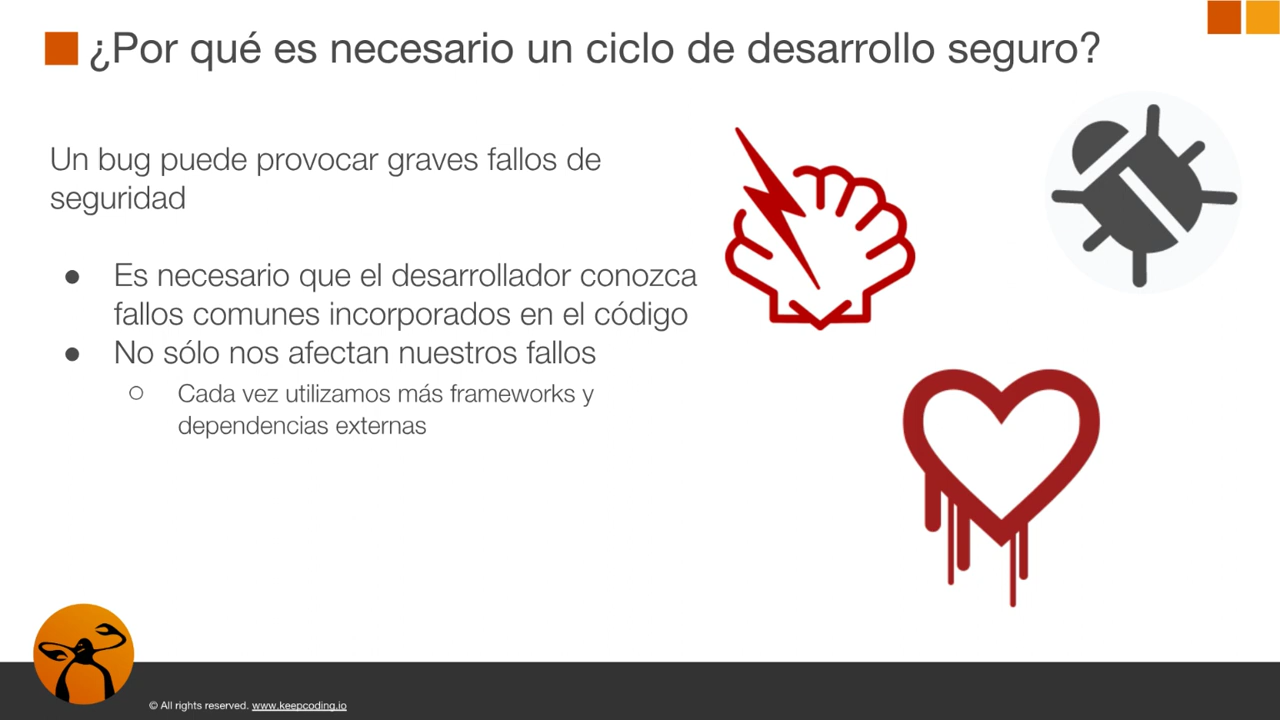 ¿Por qué es necesario un ciclo de desarrollo seguro?
Un bug puede provocar graves fallos de
seguridad
● Es necesario que el desarrollador conozca
fallos comunes incorporados en el código
● No sólo nos afectan nuestros fallos
○ Cada vez utilizamos más frameworks y
dependencias externas
© All rights reserved. www.keepcoding.io